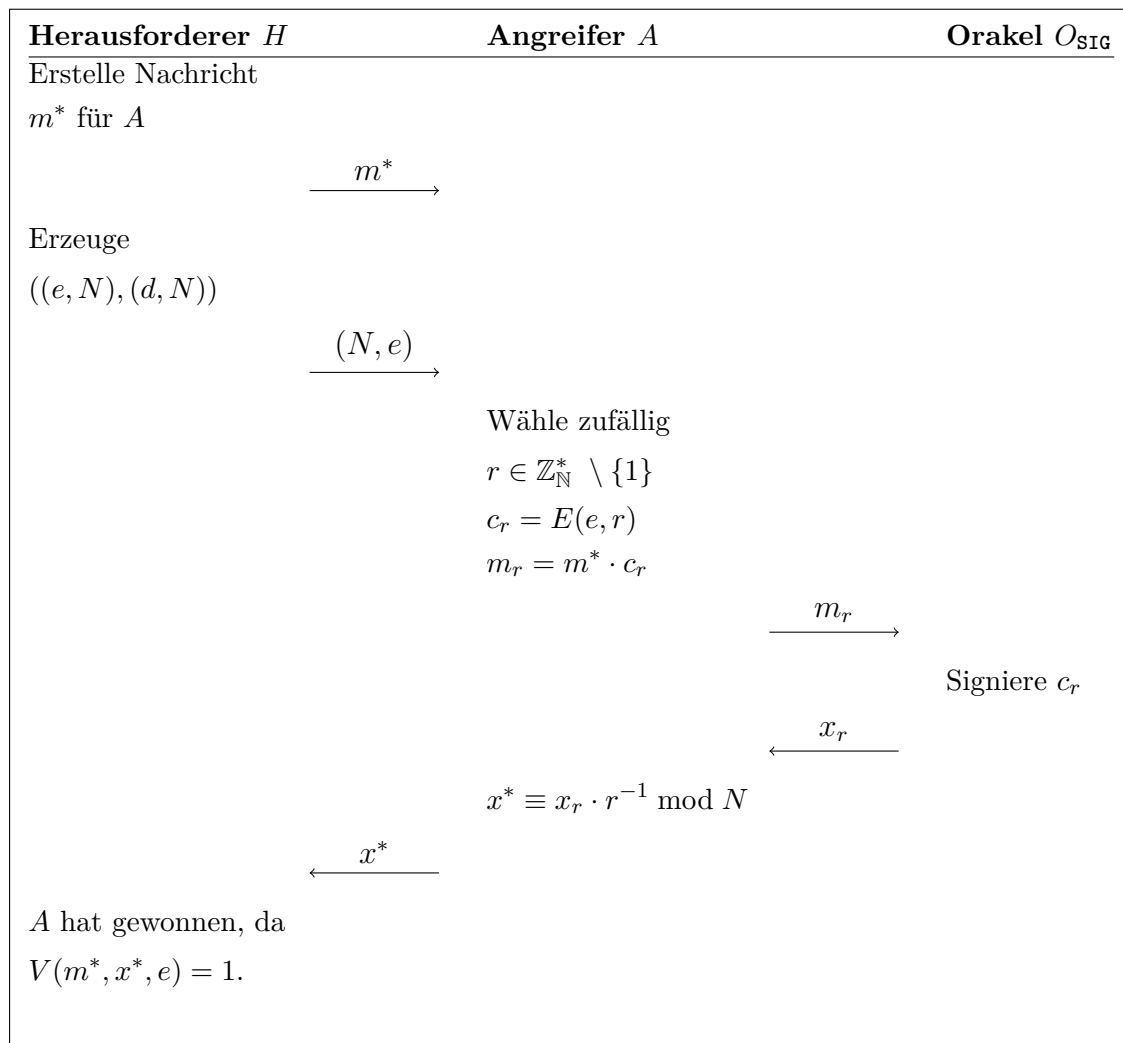 Herausforderer H Angreifer A Orakel O_SIG
Erstelle Nachricht
m* für A
m*
Erzeuge
((e, N), (d, N))
(N, e)
Wähle zufällig
r ∈ ℤ*_ℕ \ {1}
c_r = E(e, r)
m_r = m* · c_r
m_r
Signiere c_r
x_r
x* ≡ x_r · r⁻¹ mod N
x*
A hat gewonnen, da
V(m*, x*, e) = 1.